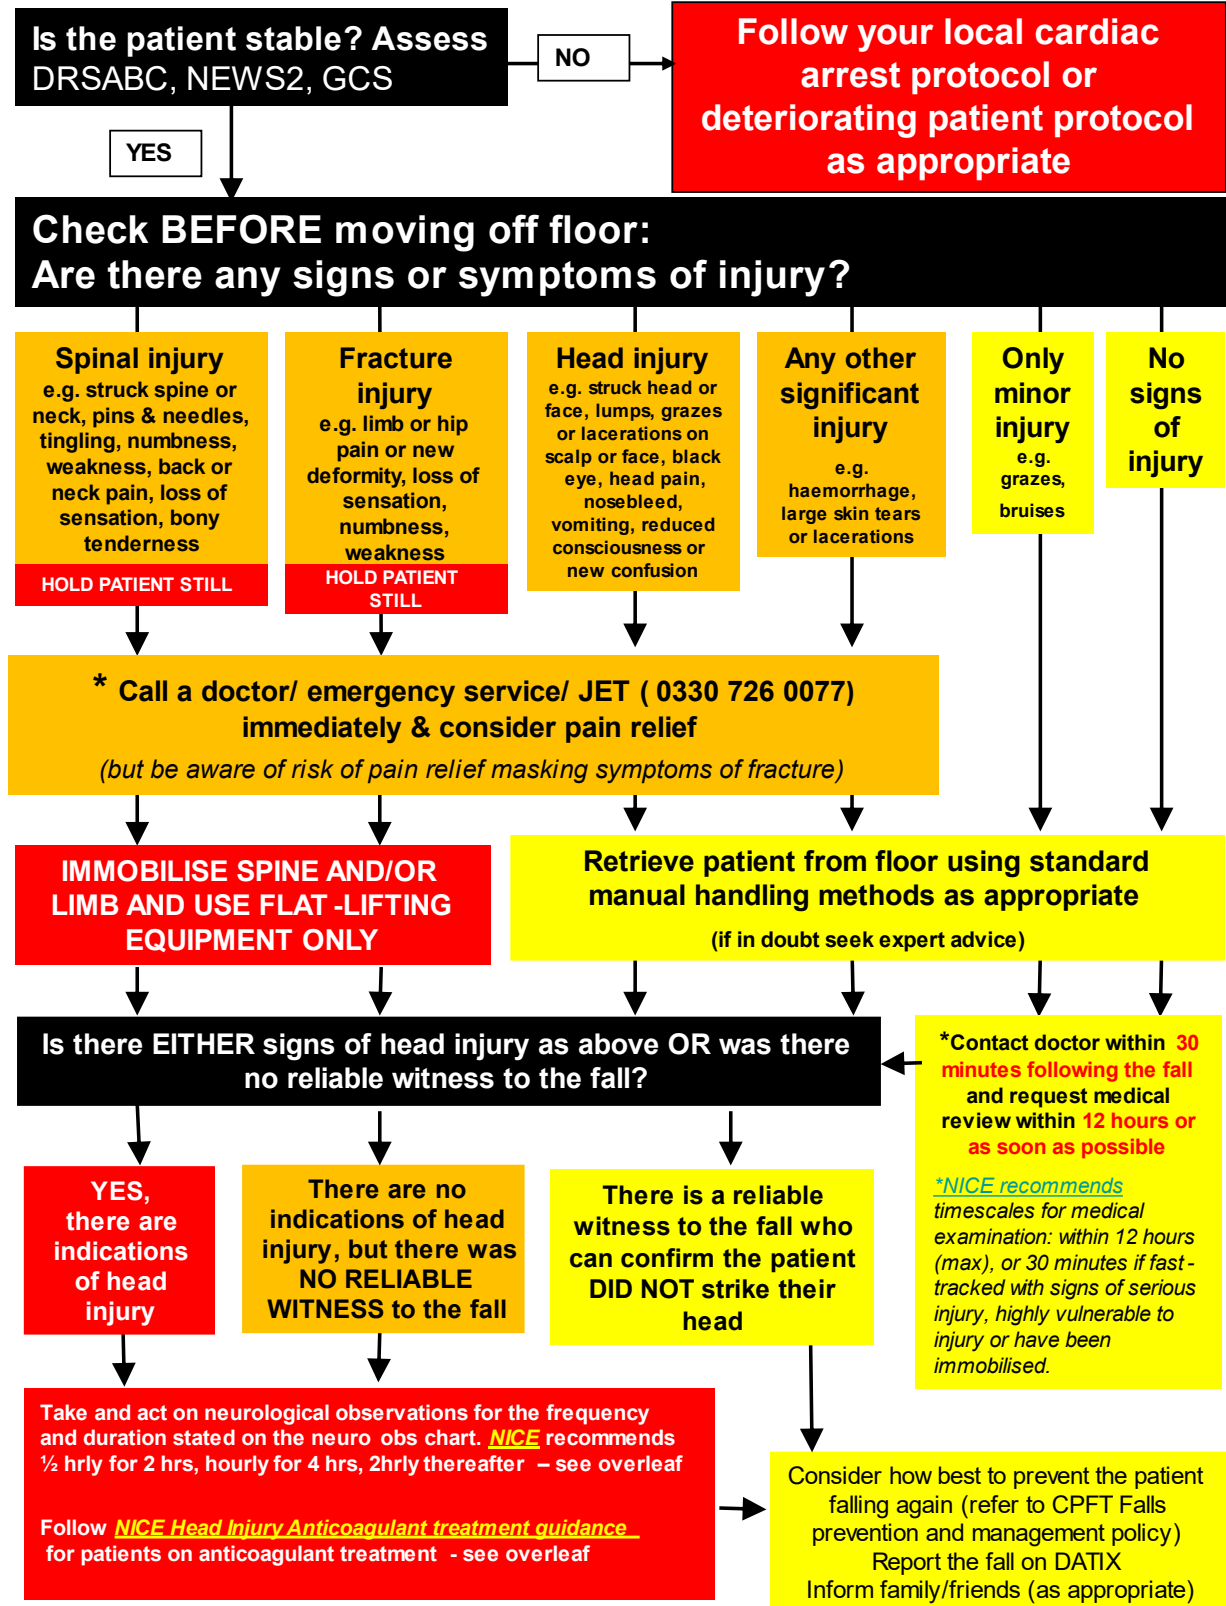 Is the patient stable? Assess
DRSABC, NEWS2, GCS
NO
Follow your local cardiac
arrest protocol or
deteriorating patient protocol
as appropriate
YES
Check BEFORE moving off floor:
Are there any signs or symptoms of injury?
Spinal injury
e.g. struck spine or
neck, pins & needles,
tingling, numbness,
weakness, back or
neck pain, loss of
sensation, bony
tenderness
HOLD PATIENT STILL
Fracture
injury
e.g. limb or hip
pain or new
deformity, loss of
sensation,
numbness,
weakness
HOLD PATIENT
STILL
Head injury
e.g. struck head or
face, lumps, grazes
or lacerations on
scalp or face, black
eye, head pain,
nosebleed,
vomiting, reduced
consciousness or
new confusion
Any other
significant
injury
e.g.
haemorrhage,
large skin tears
or lacerations
Only
minor
injury
e.g.
grazes,
bruises
No
signs
of
injury
* Call a doctor/ emergency service/ JET ( 0330 726 0077)
immediately & consider pain relief
(but be aware of risk of pain relief masking symptoms of fracture)
IMMOBILISE SPINE AND/OR
LIMB AND USE FLAT -LIFTING
EQUIPMENT ONLY
Retrieve patient from floor using standard
manual handling methods as appropriate
(if in doubt seek expert advice)
Is there EITHER signs of head injury as above OR was there
no reliable witness to the fall?
*Contact doctor within 30
minutes following the fall
and request medical
review within 12 hours or
as soon as possible
*NICE recommends
timescales for medical
examination: within 12 hours
(max), or 30 minutes if fast -
tracked with signs of serious
injury, highly vulnerable to
injury or have been
immobilised.
YES,
there are
indications
of head
injury
There are no
indications of head
injury, but there was
NO RELIABLE
WITNESS to the fall
There is a reliable
witness to the fall who
can confirm the patient
DID NOT strike their
head
Take and act on neurological observations for the frequency
and duration stated on the neuro obs chart. NICE recommends
½ hrly for 2 hrs, hourly for 4 hrs, 2hrly thereafter – see overleaf
Follow NICE Head Injury Anticoagulant treatment guidance
for patients on anticoagulant treatment - see overleaf
Consider how best to prevent the patient
falling again (refer to CPFT Falls
prevention and management policy)
Report the fall on DATIX
Inform family/friends (as appropriate)